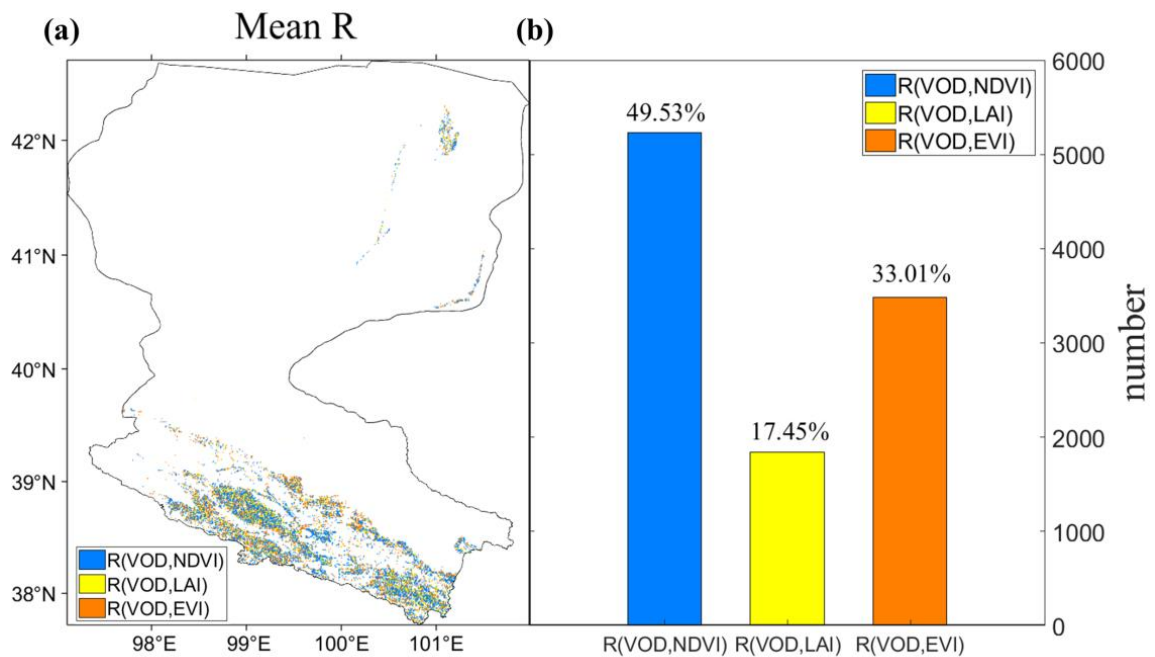 (a)
Mean R
42°N
41°N
40°N
39°N
38°N
98°E
99°E
100°E
101°E
R(VOD,NDVI)
R(VOD,LAI)
R(VOD,EVI)
(b)
R(VOD,NDVI)
R(VOD,LAI)
R(VOD,EVI)
49.53%
17.45%
33.01%
6000
5000
4000
3000
2000
1000
0
number
R(VOD,NDVI)
R(VOD,LAI)
R(VOD,EVI)